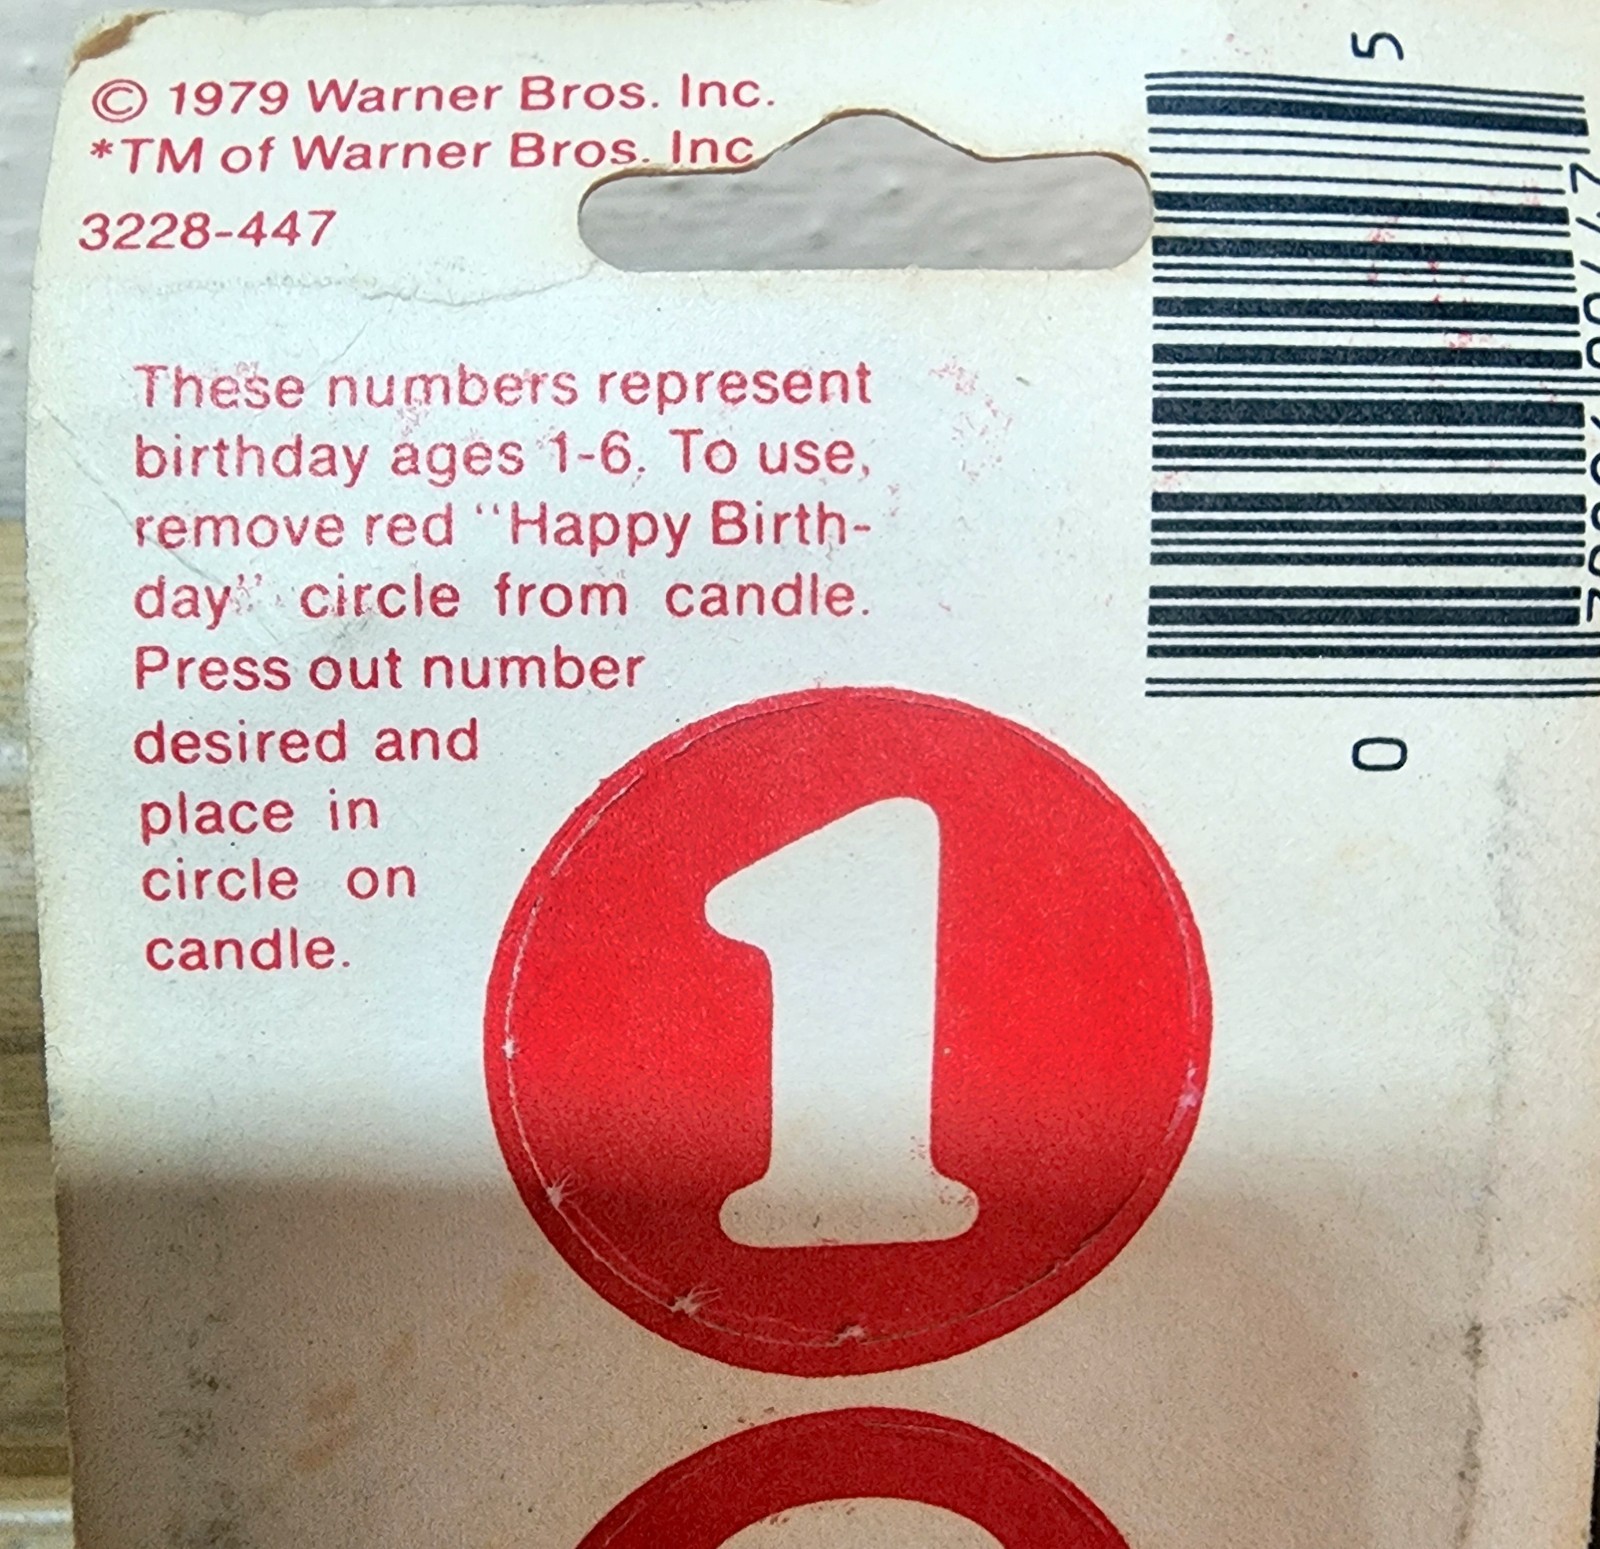 © 1979 Warner Bros. Inc.
*TM of Warner Bros. Inc
3228-447
These numbers represent
birthday ages 1-6. To use,
remove red "Happy Birth-
day" circle from candle.
Press out number
desired and
place in
circle on
candle.
1
5
0